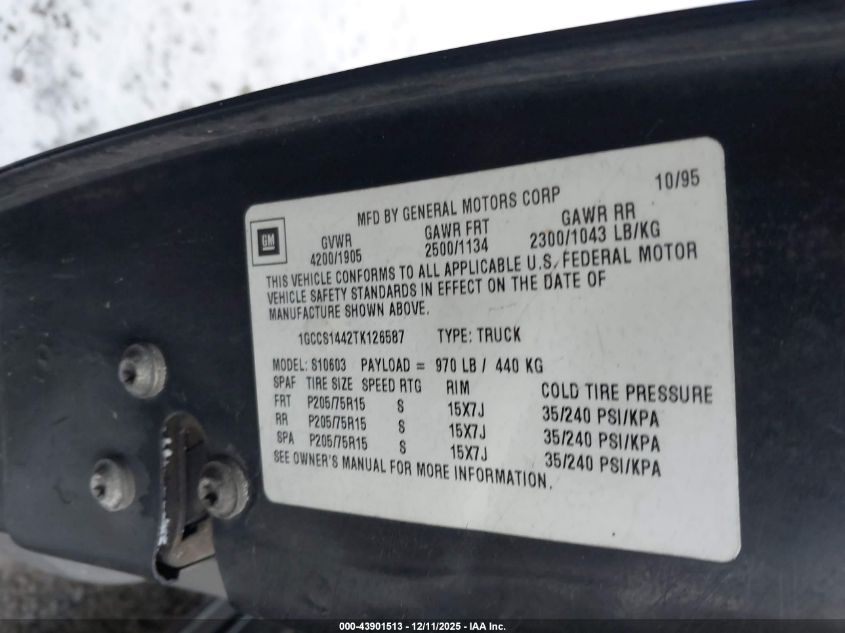 10/95
MFD BY GENERAL MOTORS CORP
GM
GVWR GAWR FRT GAWR RR
4200/1905 2500/1134 2300/1043 LB/KG
THIS VEHICLE CONFORMS TO ALL APPLICABLE U.S. FEDERAL MOTOR
VEHICLE SAFETY STANDARDS IN EFFECT ON THE DATE OF
MANUFACTURE SHOWN ABOVE.
1GCCS1442TK126587 TYPE: TRUCK
MODEL: S10603 PAYLOAD = 970 LB / 440 KG
SPAF TIRE SIZE SPEED RTG RIM COLD TIRE PRESSURE
FRT P205/75R15 S 15X7J 35/240 PSI/KPA
RR P205/75R15 S 15X7J 35/240 PSI/KPA
SPA P205/75R15 S 15X7J 35/240 PSI/KPA
SEE OWNER'S MANUAL FOR MORE INFORMATION.
000-43901513 - 12/11/2025 - IAA Inc.